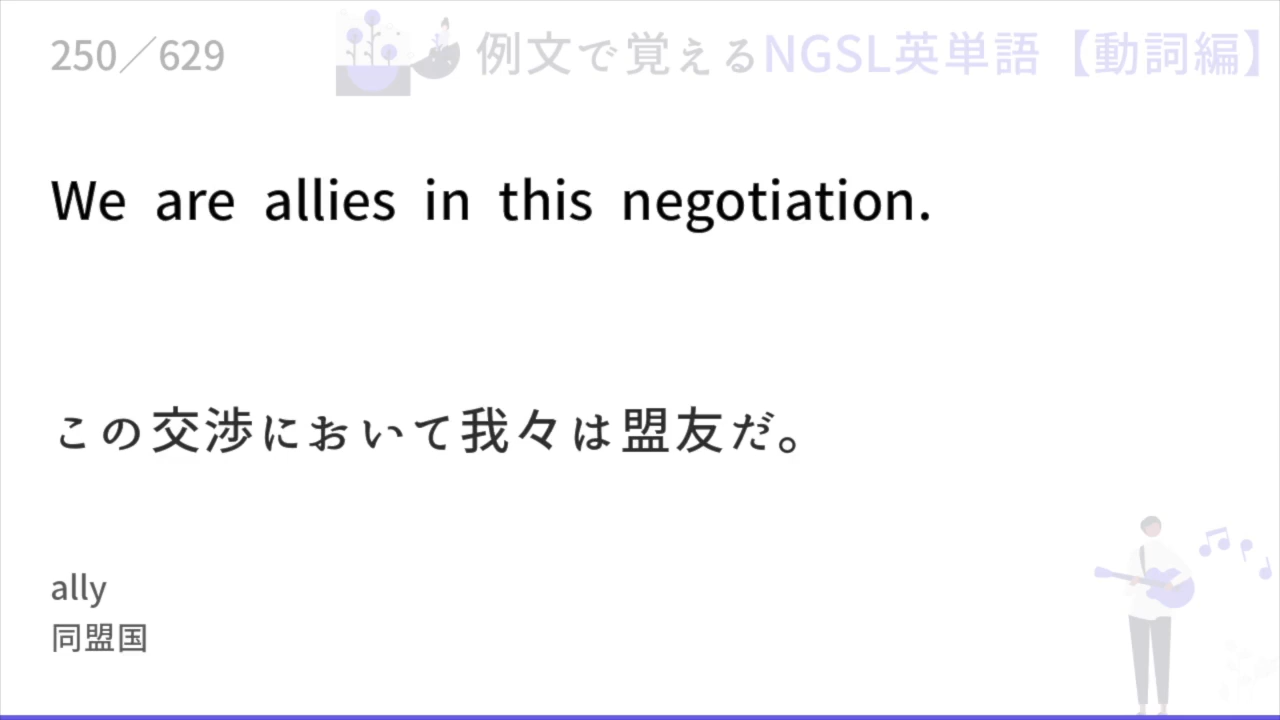 250／629
例文で覚えるNGSL英単語【動詞編】
We are allies in this negotiation.
この交渉において我々は盟友だ。
ally
同盟国